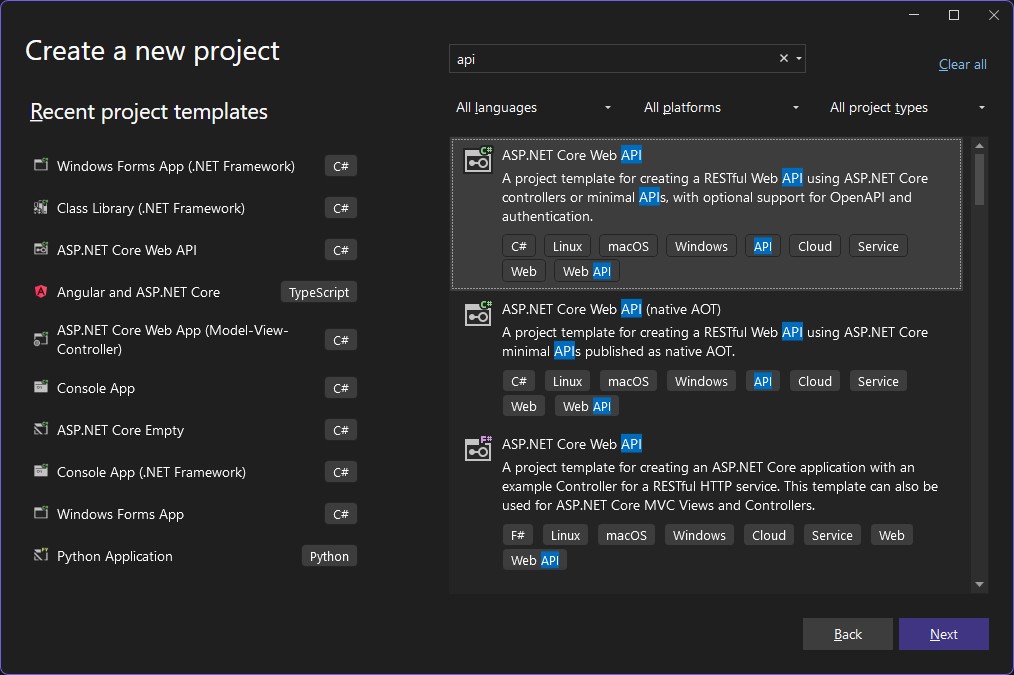 Create a new project
api
Clear all
Recent project templates
All languages
All platforms
All project types
Windows Forms App (.NET Framework)
C#
Class Library (.NET Framework)
C#
ASP.NET Core Web API
C#
Angular and ASP.NET Core
TypeScript
ASP.NET Core Web App (Model-View-
Controller)
C#
Console App
C#
ASP.NET Core Empty
C#
Console App (.NET Framework)
C#
Windows Forms App
C#
Python Application
Python
C#
ASP.NET Core Web API
A project template for creating a RESTful Web API using ASP.NET Core
controllers or minimal APIs, with optional support for OpenAPI and
authentication.
C# Linux macOS Windows API Cloud Service
Web Web API
C#
ASP.NET Core Web API (native AOT)
A project template for creating a RESTful Web API using ASP.NET Core
minimal APIs published as native AOT.
C# Linux macOS Windows API Cloud Service
Web Web API
F#
ASP.NET Core Web API
A project template for creating an ASP.NET Core application with an
example Controller for a RESTful HTTP service. This template can also be
used for ASP.NET Core MVC Views and Controllers.
F# Linux macOS Windows Cloud Service Web
Web API
Back
Next